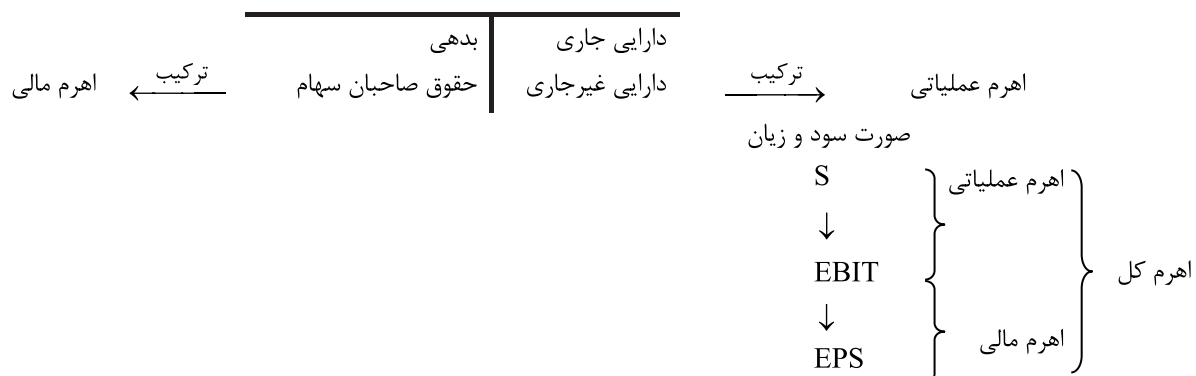 دارایی جاری بدهی
اهرم عملیاتی ترکیب دارایی غیرجاری حقوق صاحبان سهام ترکیب اهرم مالی
صورت سود و زیان
S اهرم عملیاتی
↓
EBIT اهرم کل
↓
اهرم مالی
EPS